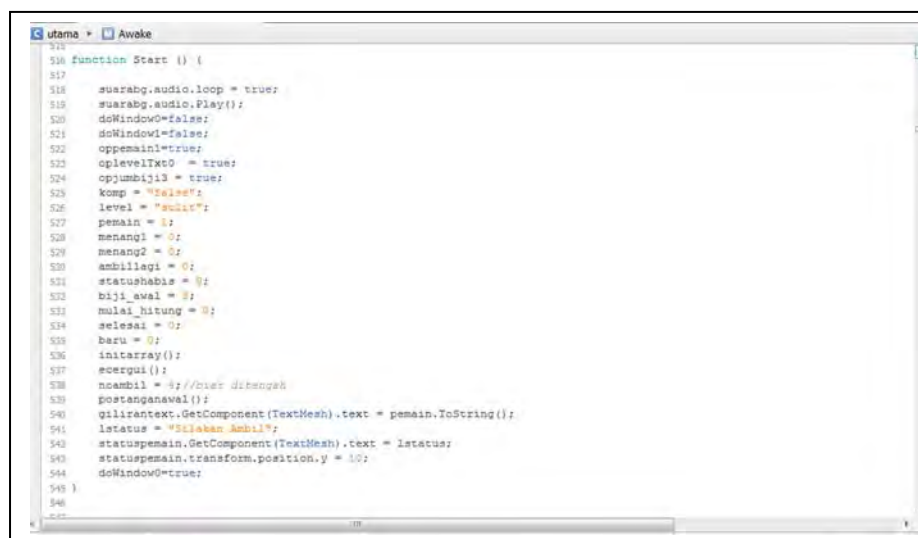 utama ▸ Awake
515
516 function Start () {
517
518 suarabg.audio.loop = true;
519 suarabg.audio.Play();
520 doWindow0=false;
521 doWindow1=false;
522 oppemain1=true;
523 oplevelTxt0 = true;
524 opjumbiji3 = true;
525 komp = "false";
526 level = "sulit";
527 pemain = 1;
528 menang1 = 0;
529 menang2 = 0;
530 ambillagi = 0;
531 statushabis = 0;
532 biji_awal = 3;
533 mulai_hitung = 0;
534 selesai = 0;
535 baru = 0;
536 initarray();
537 ecergui();
538 noambil = 4;//biar ditengah
539 postanganawal();
540 gilirantext.GetComponent(TextMesh).text = pemain.ToString();
541 lstatus = "Silakan Ambil";
542 statuspemain.GetComponent(TextMesh).text = lstatus;
543 statuspemain.transform.position.y = 10;
544 doWindow0=true;
545 }
546
547